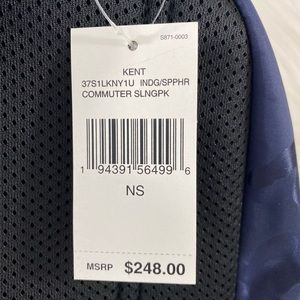 S871-0003
KENT
37S1LKNY1U INDG/SPPHR
COMMUTER SLNGPK
1 94391 56499 6
NS
MSRP $248.00